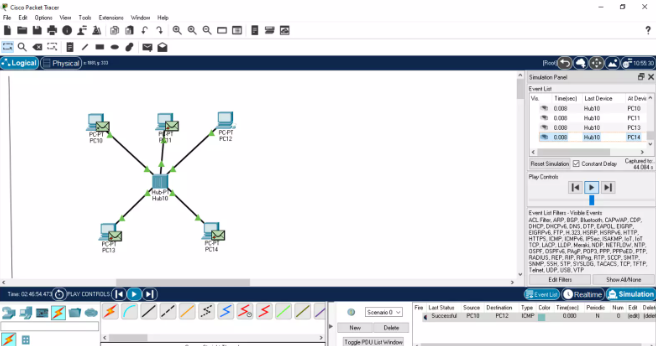 Cisco Packet Tracer
File Edit Options View Tools Extensions Window Help
Logical Physical x: 908, y: 303 [Root] 10:55:30
Simulation Panel
Event List
Vis. Time(sec) Last Device At Device
0.008 Hub10 PC10
0.008 Hub10 PC11
0.008 Hub10 PC13
0.008 Hub10 PC14
Reset Simulation Constant Delay Captured to:
44.084 s
Play Controls
Event List Filters - Visible Events
ACL Filter, ARP, BGP, Bluetooth, CAPWAP, CDP,
DHCP, DHCPv6, DNS, DTP, EAPOL, EIGRP,
EIGRPv6, FTP, H.323, HSRP, HSRPv6, HTTP,
HTTPS, ICMP, ICMPv6, IPSec, ISAKMP, IoT, IoT
TCP, LACP, LLDP, Meraki, NDP, NETFLOW, NTP,
OSPF, OSPFv6, PAgP, POP3, PPP, PPPoED, PTP,
RADIUS, REP, RIP, RIPng, RTP, SCCP, SMTP,
SNMP, SSH, STP, SYSLOG, TACACS, TCP, TFTP,
Telnet, UDP, USB, VTP
Edit Filters Show All/None
PC-PT
PC10
PC-PT
PC11
PC-PT
PC12
Hub-PT
Hub10
PC-PT
PC13
PC-PT
PC14
Time: 02:46:54.473 PLAY CONTROLS: Event List Realtime Simulation
Scenario 0
New Delete
Toggle PDU List Window
Fire Last Status Source Destination Type Color Time(sec) Periodic Num Edit Delete
Successful PC10 PC12 ICMP 0.000 N 0 (edit) (delet